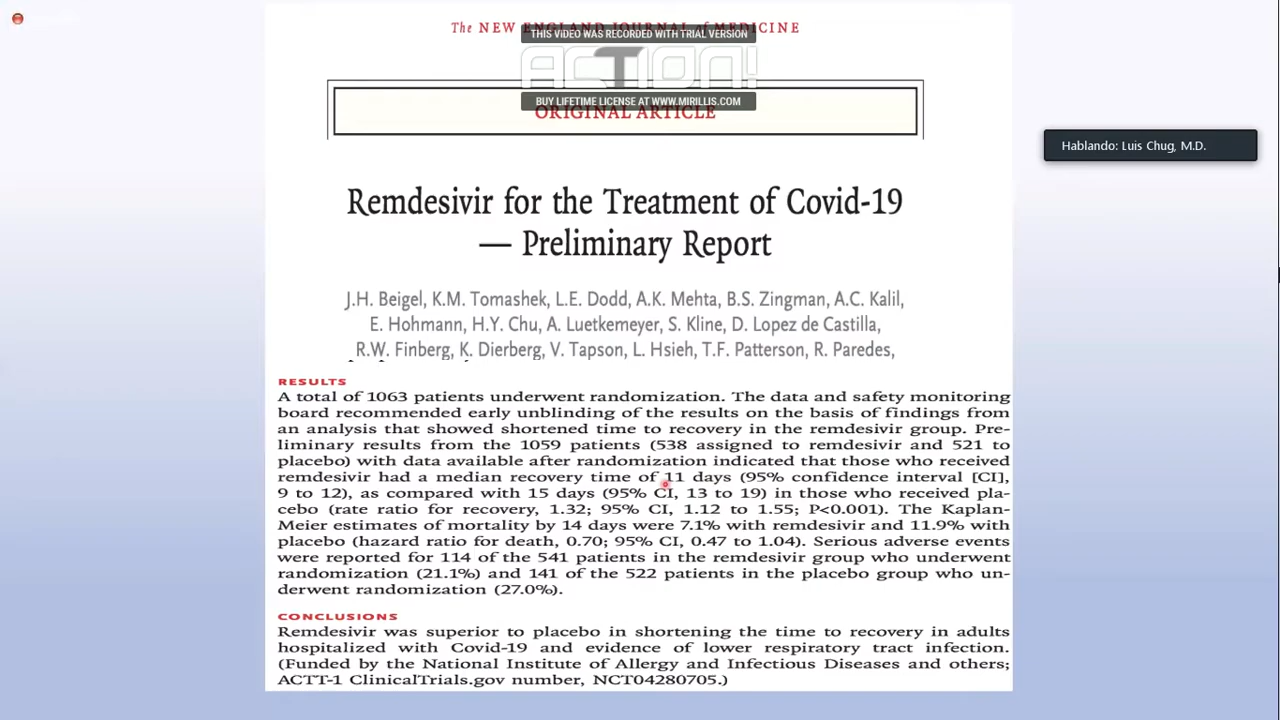 The NEW ENGLAND JOURNAL of MEDICINE
THIS VIDEO WAS RECORDED WITH TRIAL VERSION
ACTION!
BUY LIFETIME LICENSE AT WWW.MIRILLIS.COM
ORIGINAL ARTICLE
Hablando: Luis Chug, M.D.
Remdesivir for the Treatment of Covid-19
— Preliminary Report
J.H. Beigel, K.M. Tomashek, L.E. Dodd, A.K. Mehta, B.S. Zingman, A.C. Kalil,
E. Hohmann, H.Y. Chu, A. Luetkemeyer, S. Kline, D. Lopez de Castilla,
R.W. Finberg, K. Dierberg, V. Tapson, L. Hsieh, T.F. Patterson, R. Paredes,
RESULTS
A total of 1063 patients underwent randomization. The data and safety monitoring
board recommended early unblinding of the results on the basis of findings from
an analysis that showed shortened time to recovery in the remdesivir group. Pre-
liminary results from the 1059 patients (538 assigned to remdesivir and 521 to
placebo) with data available after randomization indicated that those who received
remdesivir had a median recovery time of 11 days (95% confidence interval [CI],
9 to 12), as compared with 15 days (95% CI, 13 to 19) in those who received pla-
cebo (rate ratio for recovery, 1.32; 95% CI, 1.12 to 1.55; P<0.001). The Kaplan-
Meier estimates of mortality by 14 days were 7.1% with remdesivir and 11.9% with
placebo (hazard ratio for death, 0.70; 95% CI, 0.47 to 1.04). Serious adverse events
were reported for 114 of the 541 patients in the remdesivir group who underwent
randomization (21.1%) and 141 of the 522 patients in the placebo group who un-
derwent randomization (27.0%).
CONCLUSIONS
Remdesivir was superior to placebo in shortening the time to recovery in adults
hospitalized with Covid-19 and evidence of lower respiratory tract infection.
(Funded by the National Institute of Allergy and Infectious Diseases and others;
ACTT-1 ClinicalTrials.gov number, NCT04280705.)